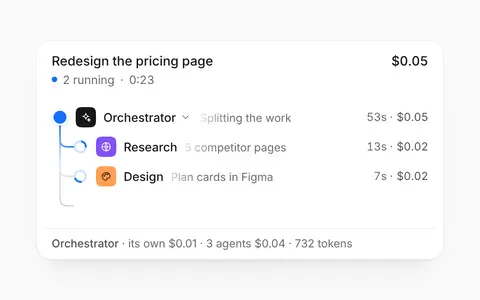 Redesign the pricing page $0.05
2 running · 0:23
Orchestrator Splitting the work 53s · $0.05
Research 5 competitor pages 13s · $0.02
Design Plan cards in Figma 7s · $0.02
Orchestrator · its own $0.01 · 3 agents $0.04 · 732 tokens